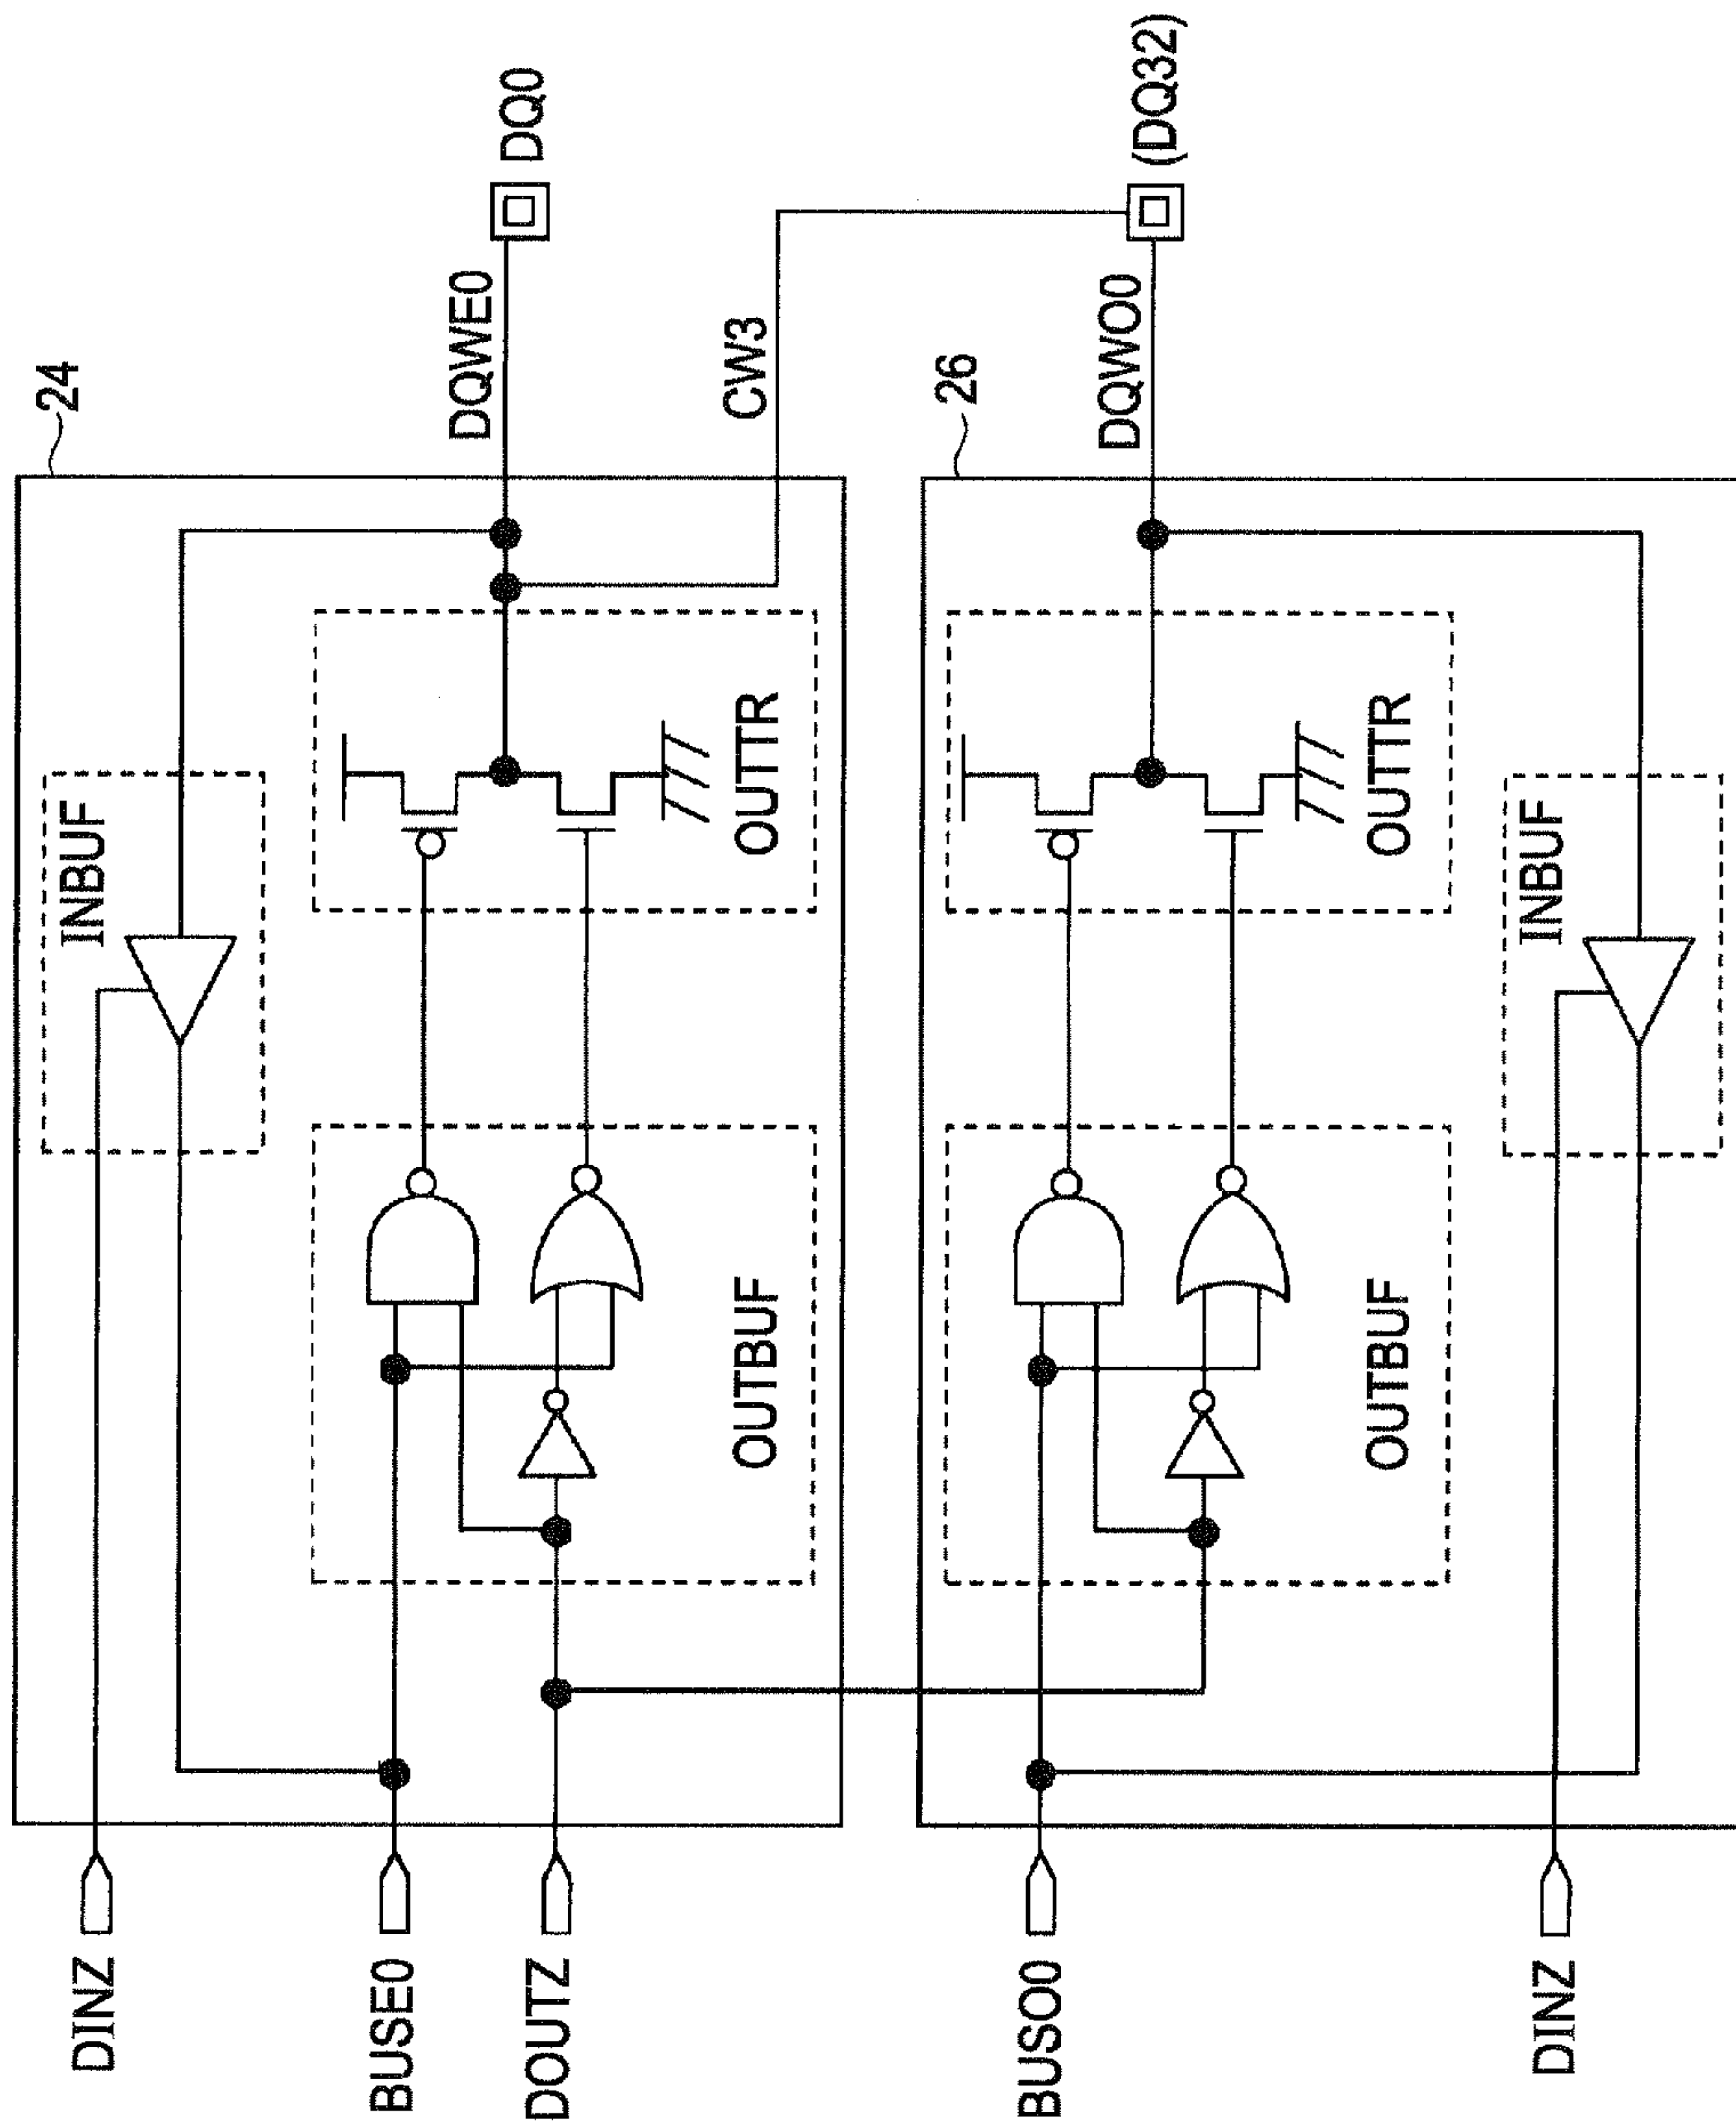 24
INBUF
DINZ
DQWE0
DQ0
OUTBUF
OUTTR
BUSE0
DOUTZ
CW3
26
DQWO0
(DQ32)
BUSO0
OUTBUF
OUTTR
INBUF
DINZ